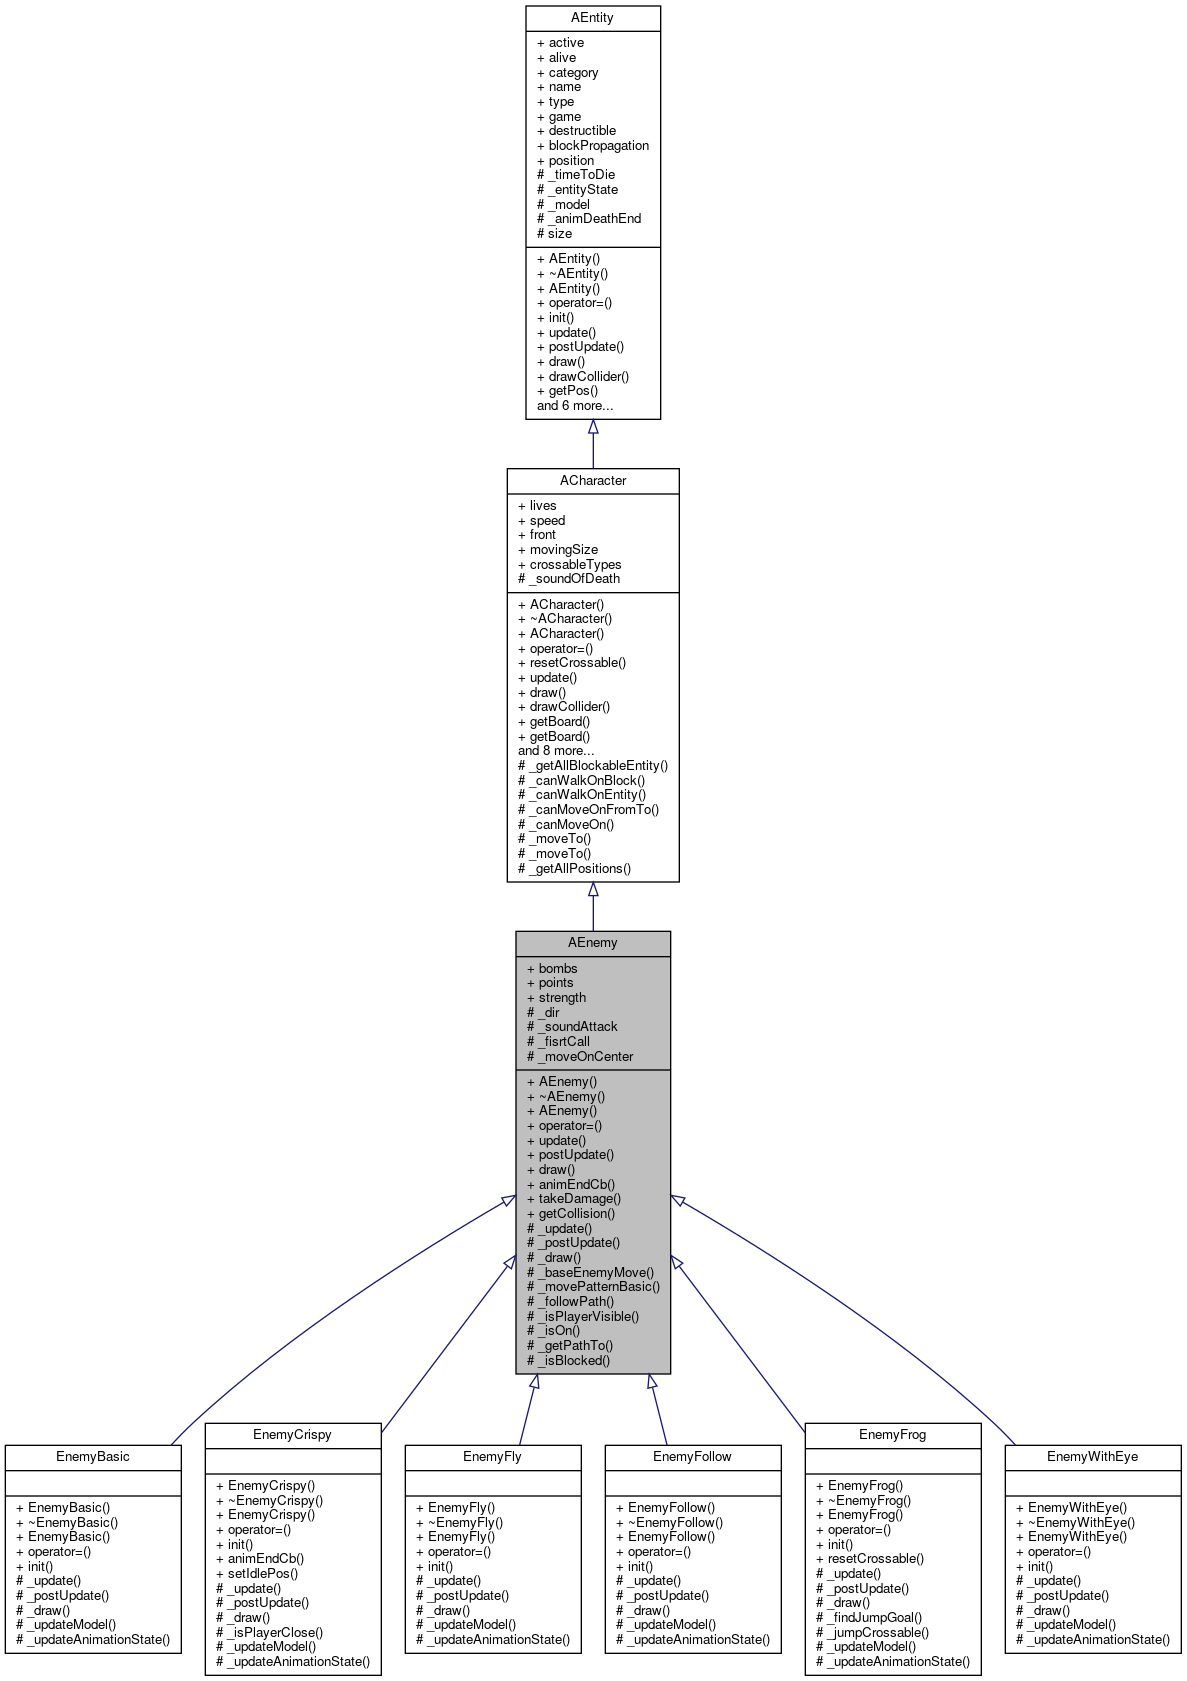 AEntity
+ active
+ alive
+ category
+ name
+ type
+ game
+ destructible
+ blockPropagation
+ position
# _timeToDie
# _entityState
# _model
# _animDeathEnd
# size
+ AEntity()
+ ~AEntity()
+ AEntity()
+ operator=()
+ init()
+ update()
+ postUpdate()
+ draw()
+ drawCollider()
+ getPos()
and 6 more...
ACharacter
+ lives
+ speed
+ front
+ movingSize
+ crossableTypes
# _soundOfDeath
+ ACharacter()
+ ~ACharacter()
+ ACharacter()
+ operator=()
+ resetCrossable()
+ update()
+ draw()
+ drawCollider()
+ getBoard()
+ getBoard()
and 8 more...
# _getAllBlockableEntity()
# _canWalkOnBlock()
# _canWalkOnEntity()
# _canMoveOnFromTo()
# _canMoveOn()
# _moveTo()
# _moveTo()
# _getAllPositions()
AEnemy
+ bombs
+ points
+ strength
# _dir
# _soundAttack
# _fisrtCall
# _moveOnCenter
+ AEnemy()
+ ~AEnemy()
+ AEnemy()
+ operator=()
+ update()
+ postUpdate()
+ draw()
+ animEndCb()
+ takeDamage()
+ getCollision()
# _update()
# _postUpdate()
# _draw()
# _baseEnemyMove()
# _movePatternBasic()
# _followPath()
# _isPlayerVisible()
# _isOn()
# _getPathTo()
# _isBlocked()
EnemyBasic
+ EnemyBasic()
+ ~EnemyBasic()
+ EnemyBasic()
+ operator=()
+ init()
# _update()
# _postUpdate()
# _draw()
# _updateModel()
# _updateAnimationState()
EnemyCrispy
+ EnemyCrispy()
+ ~EnemyCrispy()
+ EnemyCrispy()
+ operator=()
+ init()
+ animEndCb()
+ setIdlePos()
# _update()
# _postUpdate()
# _draw()
# _isPlayerClose()
# _updateModel()
# _updateAnimationState()
EnemyFly
+ EnemyFly()
+ ~EnemyFly()
+ EnemyFly()
+ operator=()
+ init()
# _update()
# _postUpdate()
# _draw()
# _updateModel()
# _updateAnimationState()
EnemyFollow
+ EnemyFollow()
+ ~EnemyFollow()
+ EnemyFollow()
+ operator=()
+ init()
# _update()
# _postUpdate()
# _draw()
# _updateModel()
# _updateAnimationState()
EnemyFrog
+ EnemyFrog()
+ ~EnemyFrog()
+ EnemyFrog()
+ operator=()
+ init()
+ resetCrossable()
# _update()
# _postUpdate()
# _draw()
# _findJumpGoal()
# _jumpCrossable()
# _updateModel()
# _updateAnimationState()
EnemyWithEye
+ EnemyWithEye()
+ ~EnemyWithEye()
+ EnemyWithEye()
+ operator=()
+ init()
# _update()
# _postUpdate()
# _draw()
# _updateModel()
# _updateAnimationState()